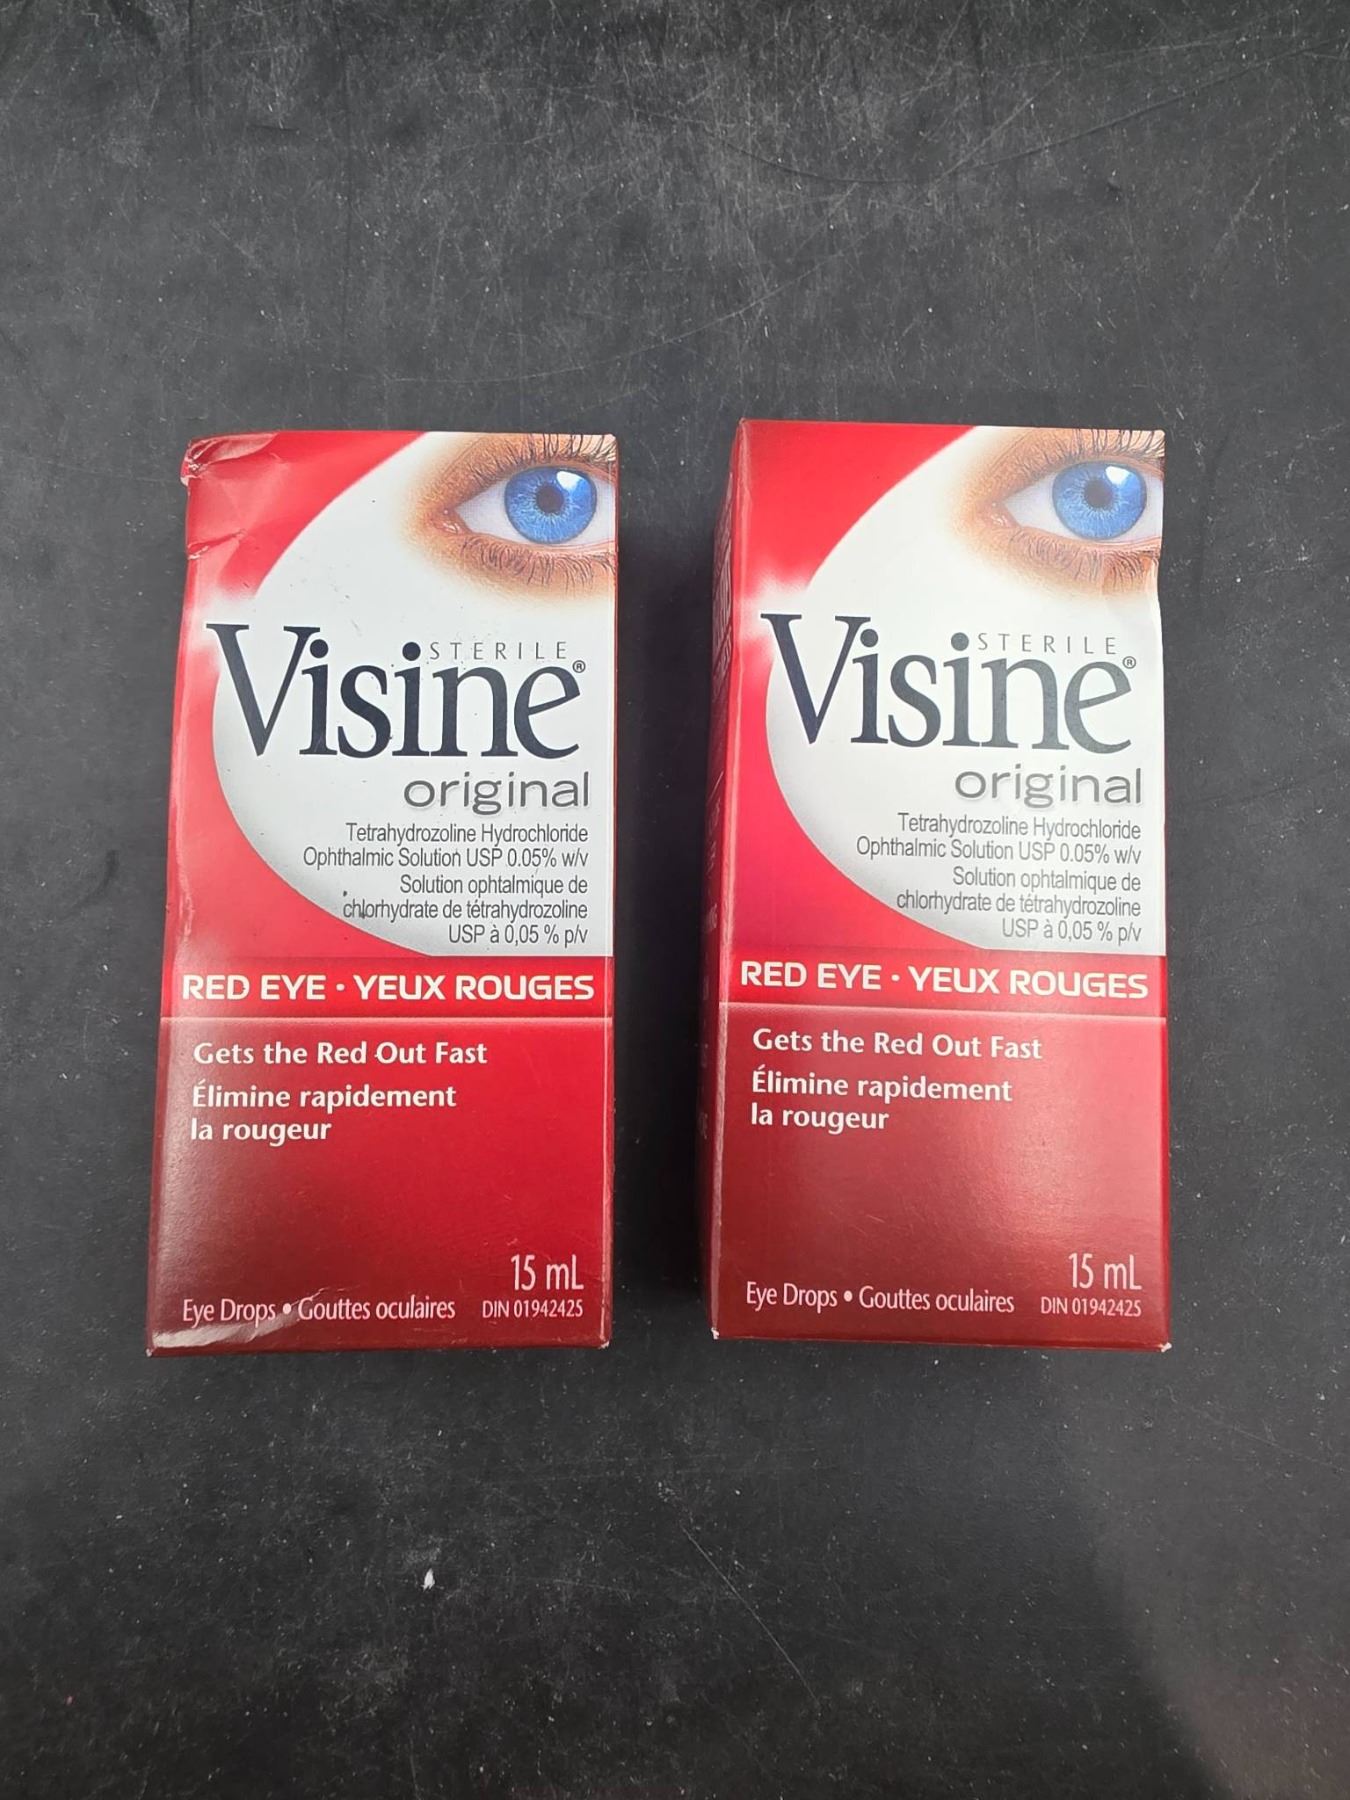 STERILE
Visine®
original
Tetrahydrozoline Hydrochloride
Ophthalmic Solution USP 0.05% w/v
Solution ophtalmique de
chlorhydrate de tétrahydrozoline
USP à 0,05 % p/v
RED EYE • YEUX ROUGES
Gets the Red Out Fast
Élimine rapidement
la rougeur
15 mL
Eye Drops • Gouttes oculaires DIN 01942425
STERILE
Visine®
original
Tetrahydrozoline Hydrochloride
Ophthalmic Solution USP 0.05% w/v
Solution ophtalmique de
chlorhydrate de tétrahydrozoline
USP à 0,05 % p/v
RED EYE • YEUX ROUGES
Gets the Red Out Fast
Élimine rapidement
la rougeur
15 mL
Eye Drops • Gouttes oculaires DIN 01942425